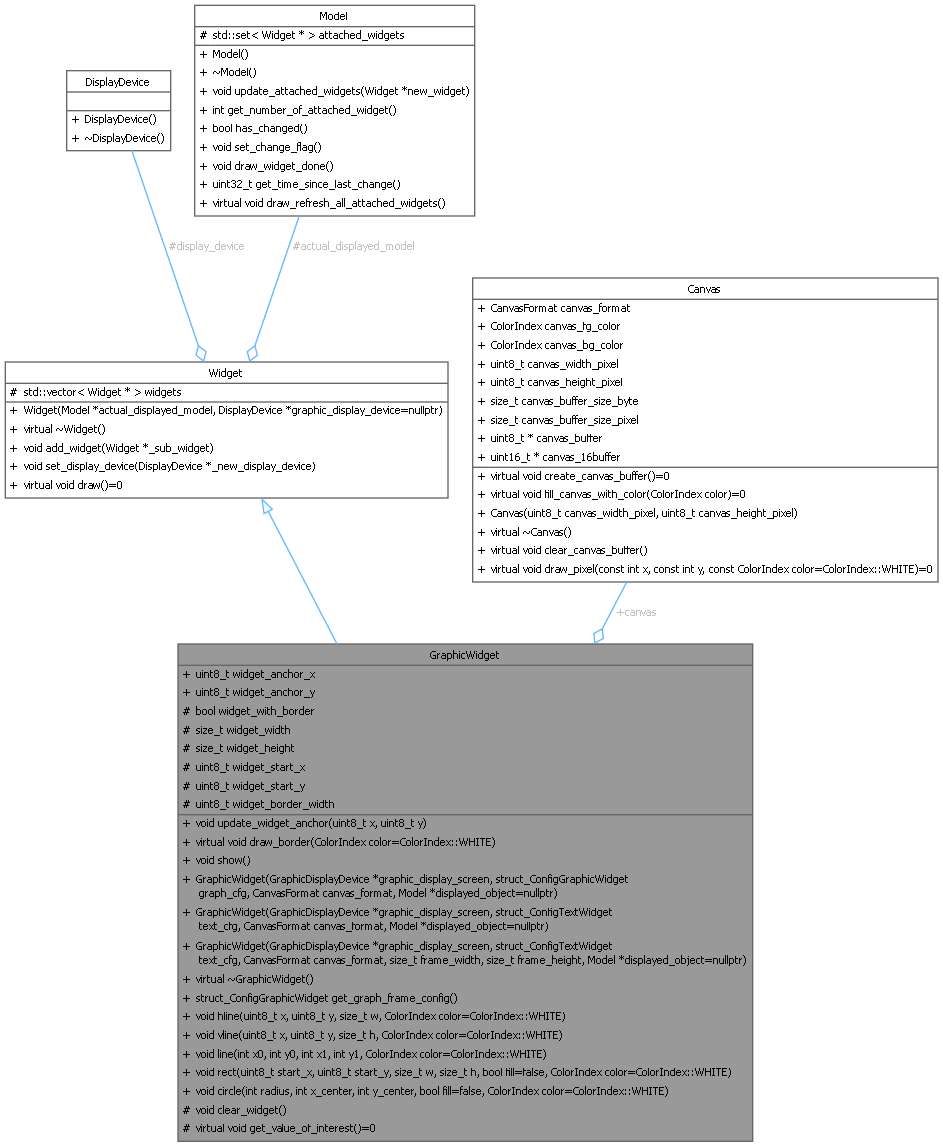 Model
# std::set< Widget * > attached_widgets
+ Model()
+ ~Model()
+ void update_attached_widgets(Widget *new_widget)
+ int get_number_of_attached_widget()
+ bool has_changed()
+ void set_change_flag()
+ void draw_widget_done()
+ uint32_t get_time_since_last_change()
+ virtual void draw_refresh_all_attached_widgets()
DisplayDevice
+ DisplayDevice()
+ ~DisplayDevice()
#display_device
#actual_displayed_model
Canvas
+ CanvasFormat canvas_format
+ ColorIndex canvas_fg_color
+ ColorIndex canvas_bg_color
+ uint8_t canvas_width_pixel
+ uint8_t canvas_height_pixel
+ size_t canvas_buffer_size_byte
+ size_t canvas_buffer_size_pixel
+ uint8_t * canvas_buffer
+ uint16_t * canvas_16buffer
+ virtual void create_canvas_buffer()=0
+ virtual void fill_canvas_with_color(ColorIndex color)=0
+ Canvas(uint8_t canvas_width_pixel, uint8_t canvas_height_pixel)
+ virtual ~Canvas()
+ virtual void clear_canvas_buffer()
+ virtual void draw_pixel(const int x, const int y, const ColorIndex color=ColorIndex::WHITE)=0
Widget
# std::vector< Widget * > widgets
+ Widget(Model *actual_displayed_model, DisplayDevice *graphic_display_device=nullptr)
+ virtual ~Widget()
+ void add_widget(Widget *_sub_widget)
+ void set_display_device(DisplayDevice *_new_display_device)
+ virtual void draw()=0
+canvas
GraphicWidget
+ uint8_t widget_anchor_x
+ uint8_t widget_anchor_y
# bool widget_with_border
# size_t widget_width
# size_t widget_height
# uint8_t widget_start_x
# uint8_t widget_start_y
# uint8_t widget_border_width
+ void update_widget_anchor(uint8_t x, uint8_t y)
+ virtual void draw_border(ColorIndex color=ColorIndex::WHITE)
+ void show()
+ GraphicWidget(GraphicDisplayDevice *graphic_display_screen, struct_ConfigGraphicWidget
graph_cfg, CanvasFormat canvas_format, Model *displayed_object=nullptr)
+ GraphicWidget(GraphicDisplayDevice *graphic_display_screen, struct_ConfigTextWidget
text_cfg, CanvasFormat canvas_format, Model *displayed_object=nullptr)
+ GraphicWidget(GraphicDisplayDevice *graphic_display_screen, struct_ConfigTextWidget
text_cfg, CanvasFormat canvas_format, size_t frame_width, size_t frame_height, Model *displayed_object=nullptr)
+ virtual ~GraphicWidget()
+ struct_ConfigGraphicWidget get_graph_frame_config()
+ void hline(uint8_t x, uint8_t y, size_t w, ColorIndex color=ColorIndex::WHITE)
+ void vline(uint8_t x, uint8_t y, size_t h, ColorIndex color=ColorIndex::WHITE)
+ void line(int x0, int y0, int x1, int y1, ColorIndex color=ColorIndex::WHITE)
+ void rect(uint8_t start_x, uint8_t start_y, size_t w, size_t h, bool fill=false, ColorIndex color=ColorIndex::WHITE)
+ void circle(int radius, int x_center, int y_center, bool fill=false, ColorIndex color=ColorIndex::WHITE)
# void clear_widget()
# virtual void get_value_of_interest()=0